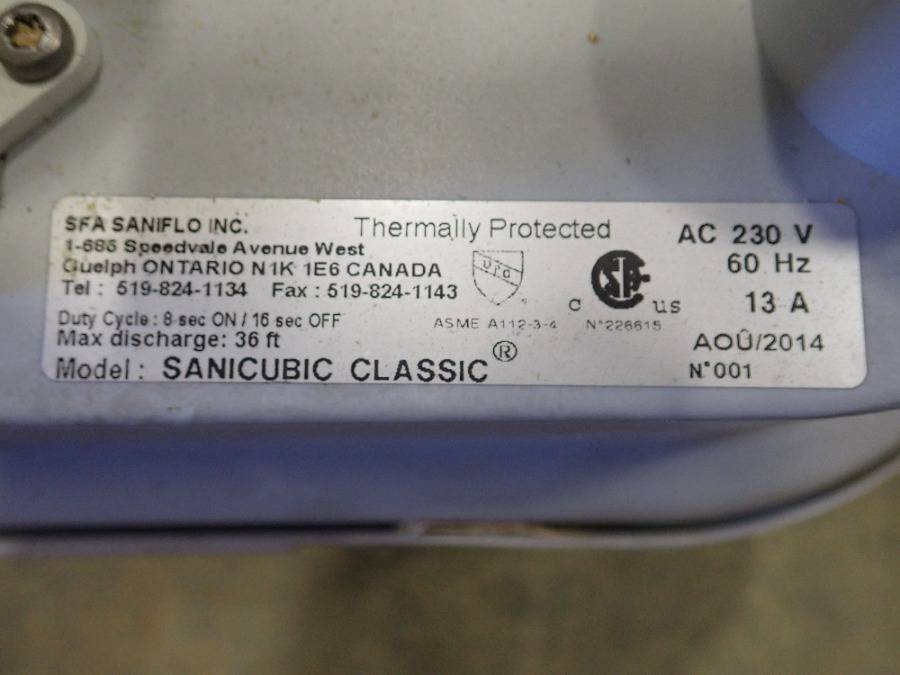 SFA SANIFLO INC.
1-685 Speedvale Avenue West
Guelph ONTARIO N1K 1E6 CANADA
Tel : 519-824-1134 Fax : 519-824-1143
Duty Cycle : 8 sec ON / 16 sec OFF
Max discharge: 36 ft
Model : SANICUBIC CLASSIC®
Thermally Protected
ASME A112-3-4
c us
N°226615
AC 230 V
60 Hz
13 A
AOÛ/2014
N°001